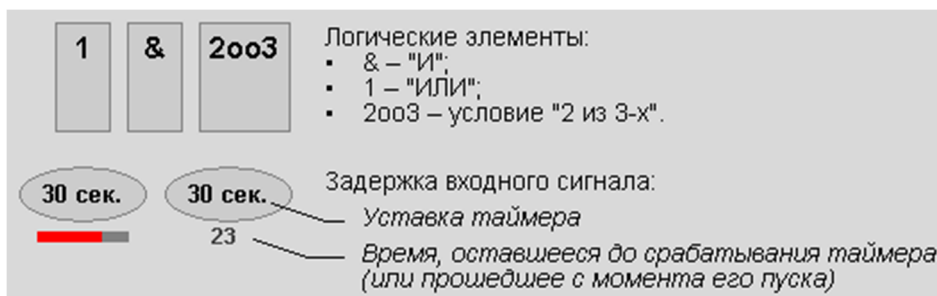 1 & 2oo3
Логические элементы:
▪ & – "И";
▪ 1 – "ИЛИ";
▪ 2oo3 – условие "2 из 3-х".
30 сек. 30 сек.
Задержка входного сигнала:
Уставка таймера
23
Время, оставшееся до срабатывания таймера
(или прошедшее с момента его пуска)